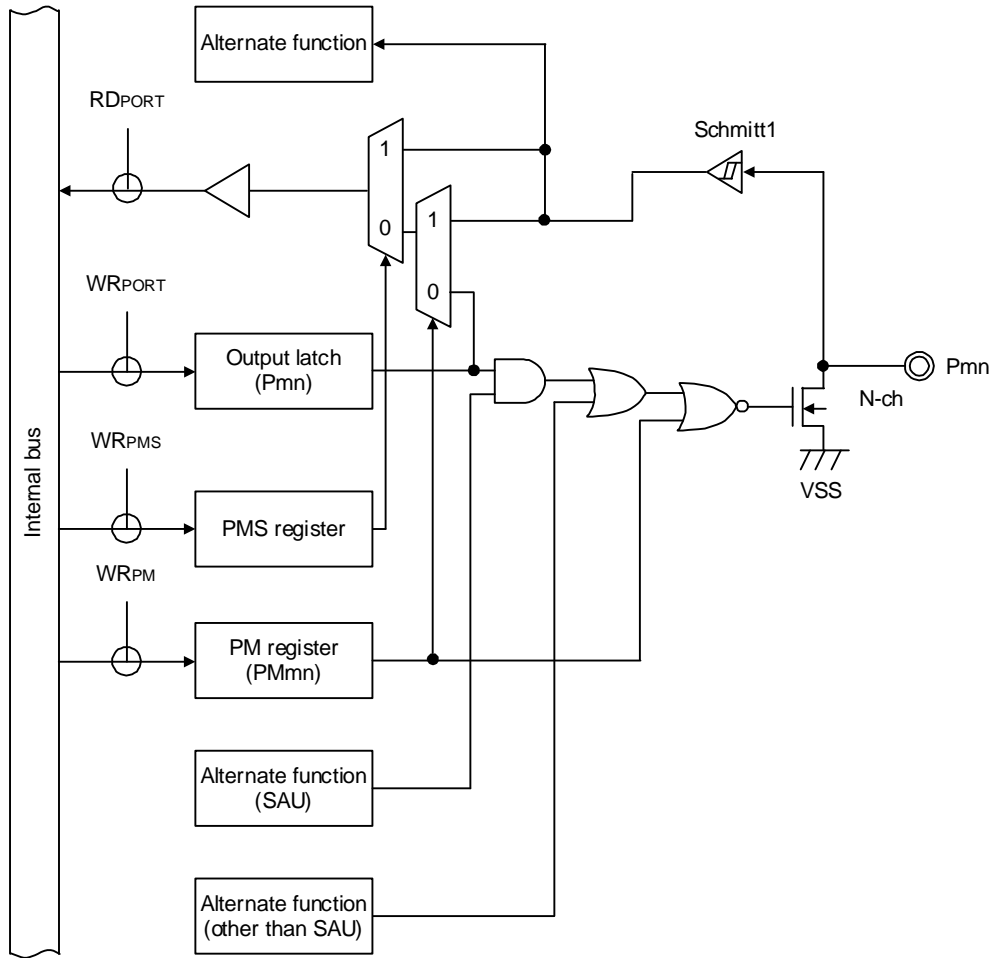 Alternate function
RDPORT
Schmitt1
1
0
1
0
WRPORT
Output latch
(Pmn)
Pmn
N-ch
VSS
WRPMS
PMS register
Internal bus
WRPM
PM register
(PMmn)
Alternate function
(SAU)
Alternate function
(other than SAU)